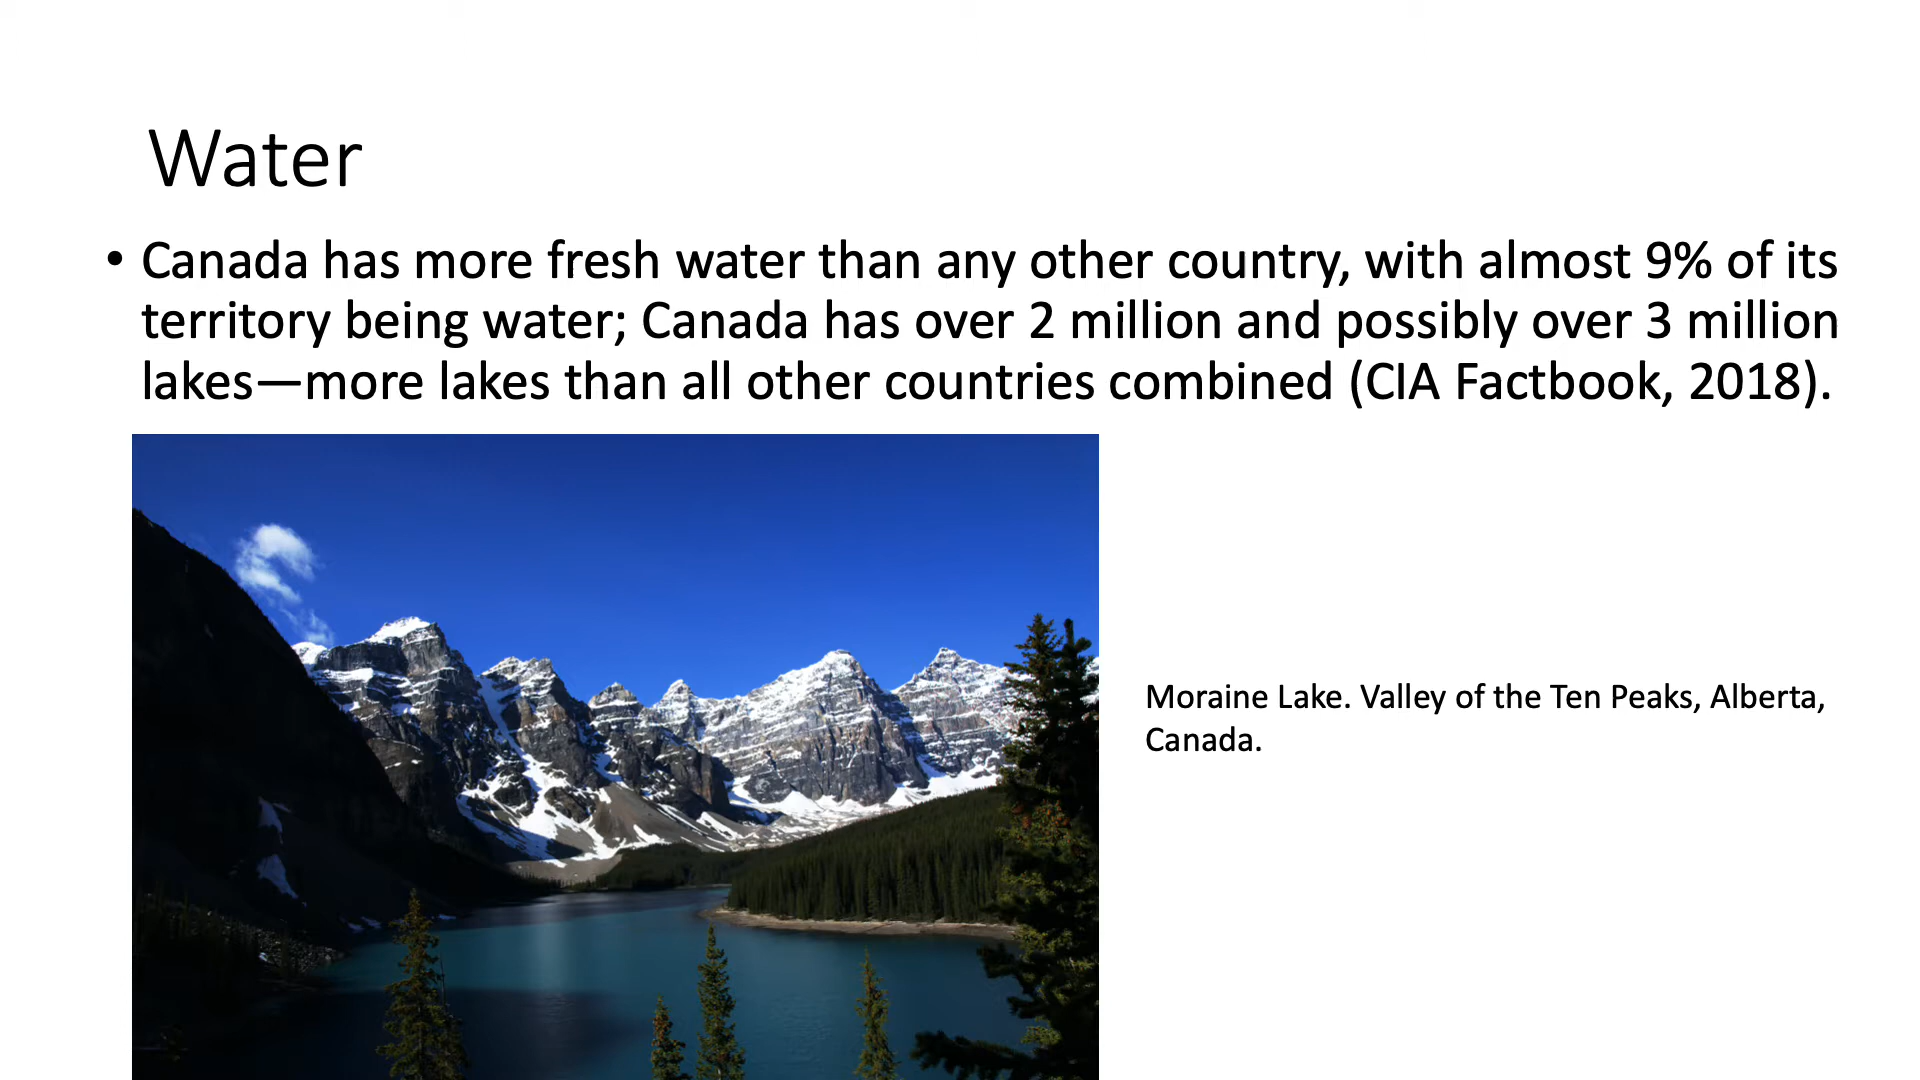 Water
• Canada has more fresh water than any other country, with almost 9% of its
territory being water; Canada has over 2 million and possibly over 3 million
lakes—more lakes than all other countries combined (CIA Factbook, 2018).
Moraine Lake. Valley of the Ten Peaks, Alberta,
Canada.